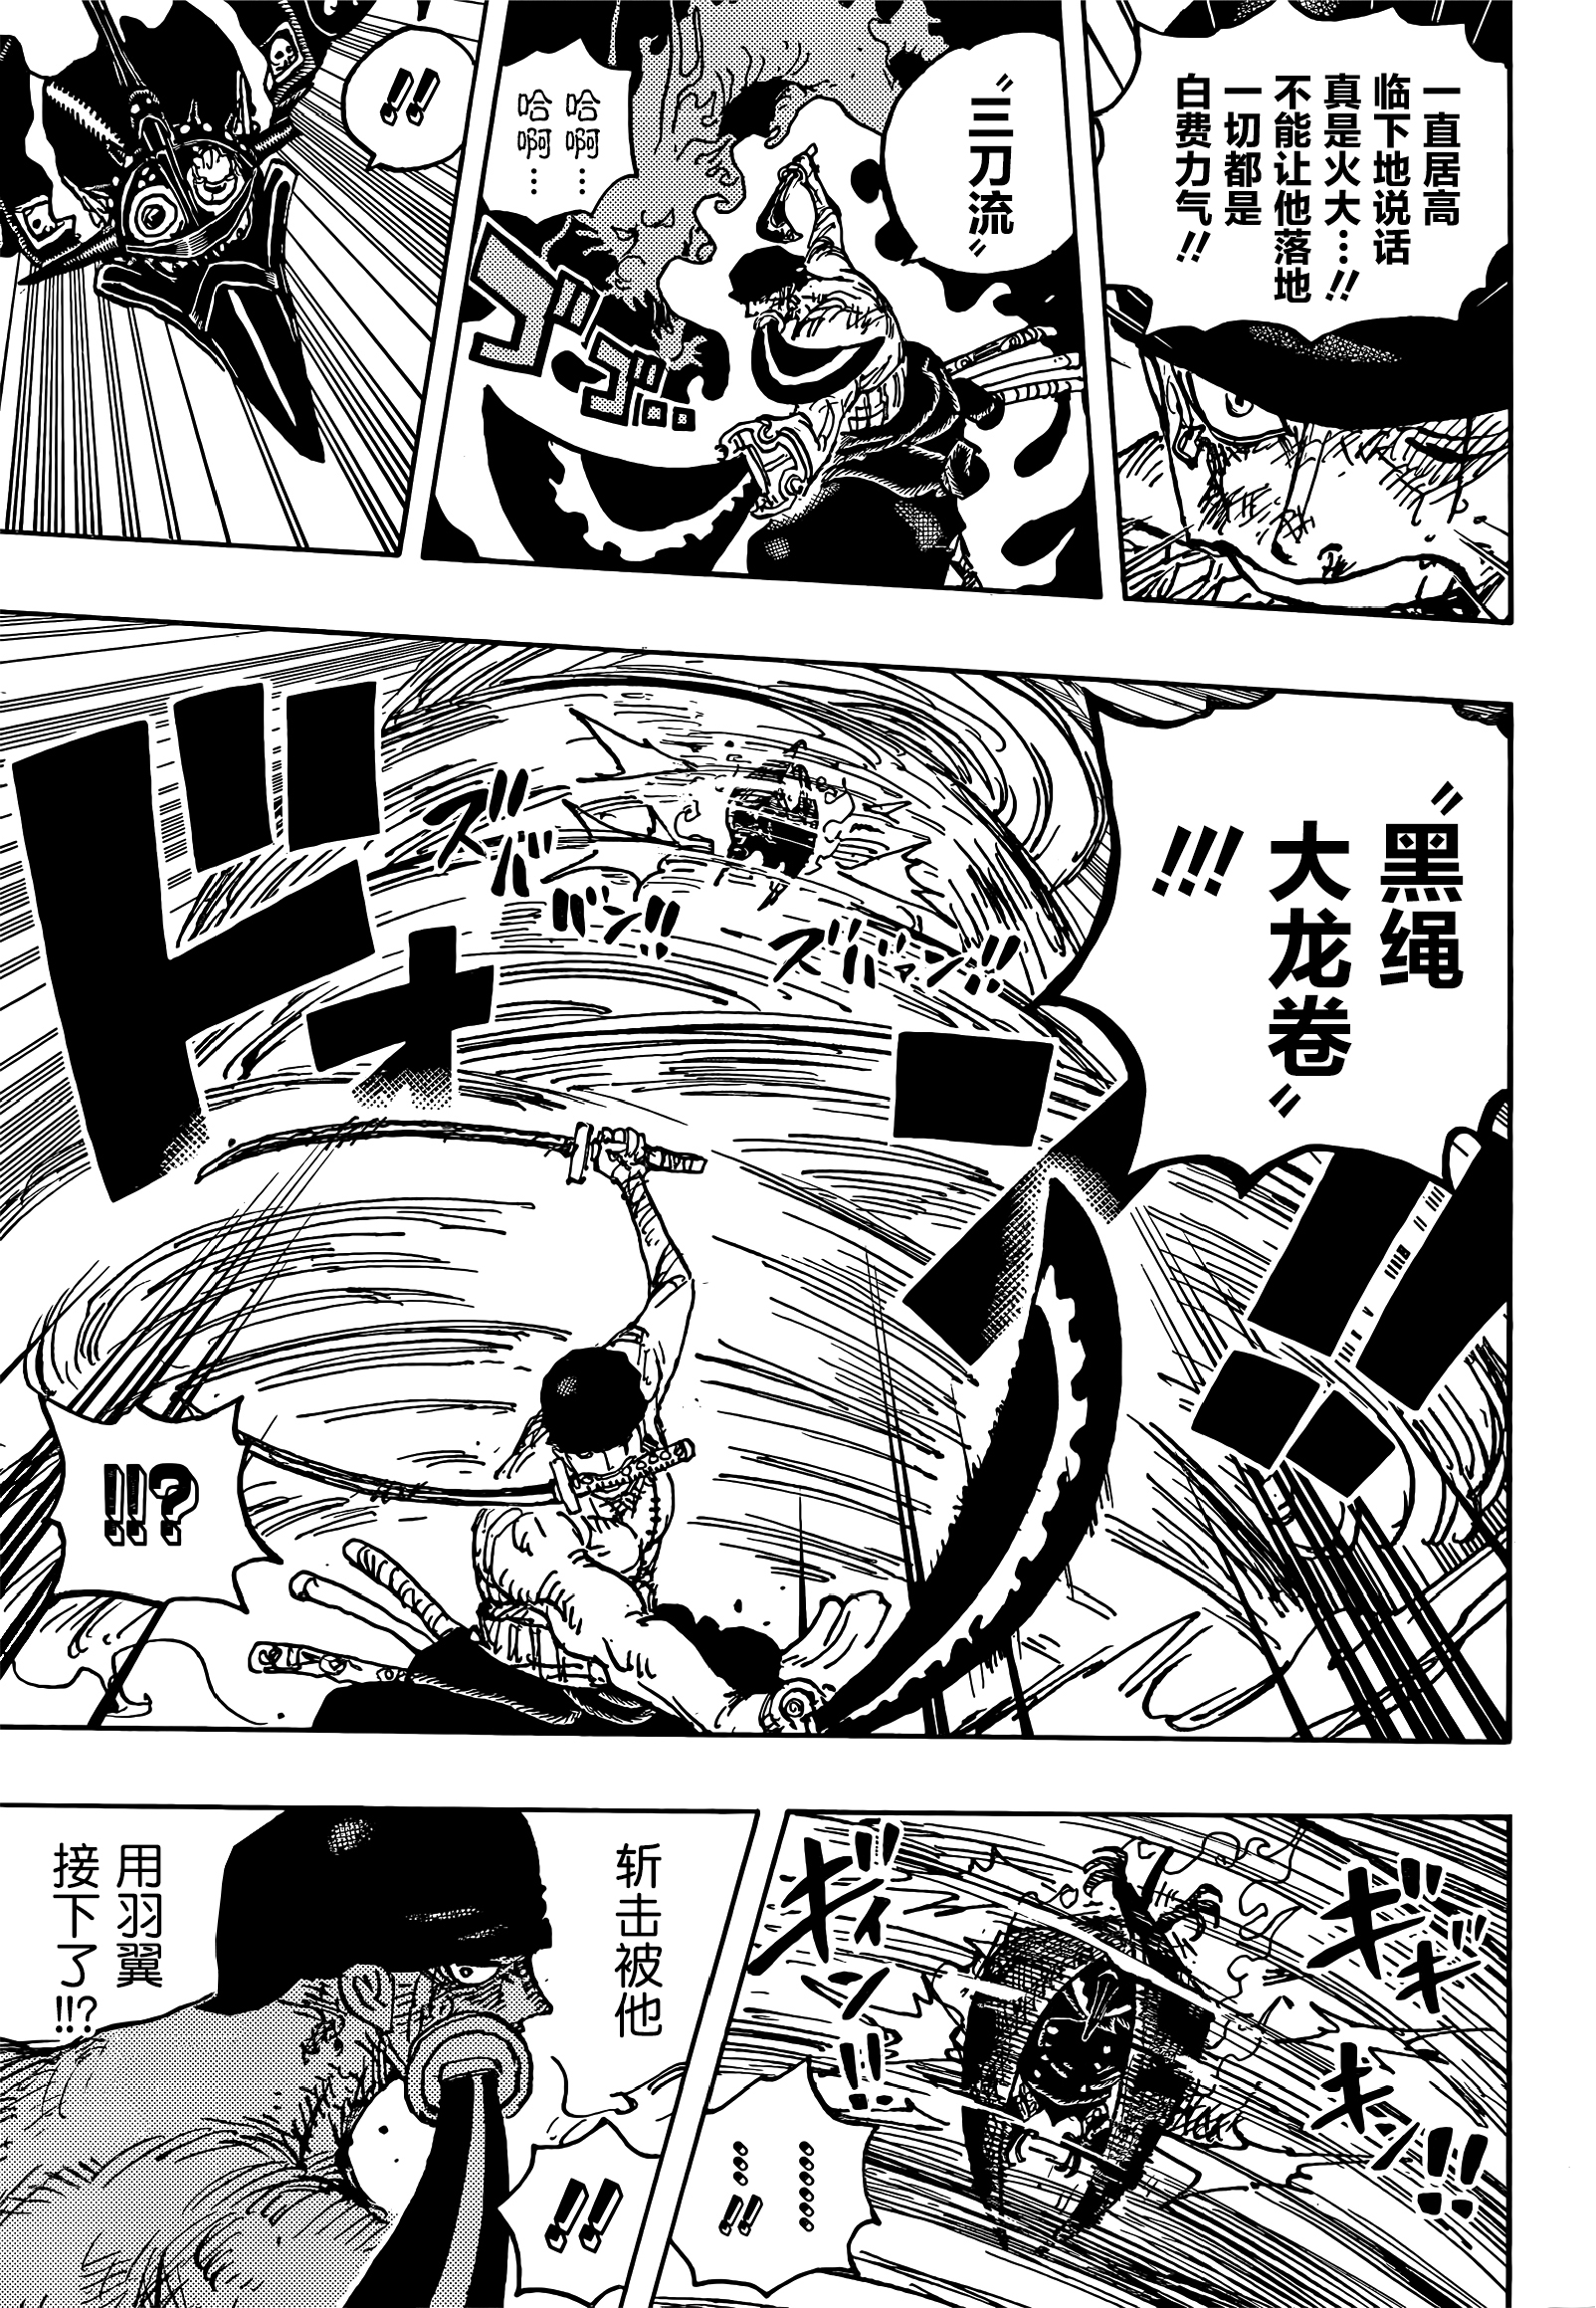 一直居高
临下地说话
真是火大…!!
不能让他落地
一切都是
白费力气!!
“三刀流”
哈啊
哈啊…
…
ゴゴゴ…
!!
“黑绳
大龙卷”
!!!
ズバン!!
ズバン!!
ドォン!!
!!?
ギギギン!!
ギィン!!
……
!!
斩击被他
用羽翼
接下了!!?
!!